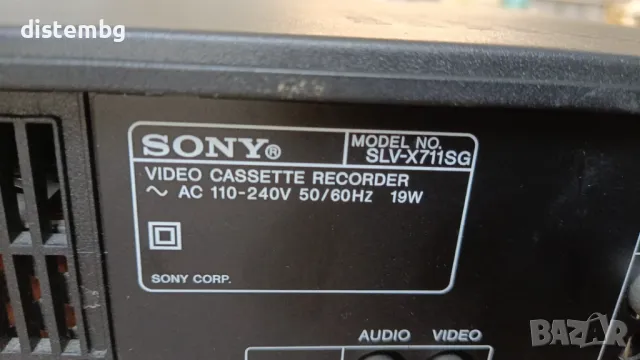 distembg
SONY®
MODEL NO.
SLV-X711SG
VIDEO CASSETTE RECORDER
~ AC 110-240V 50/60HZ 19W
SONY CORP.
AUDIO VIDEO
BAZAR